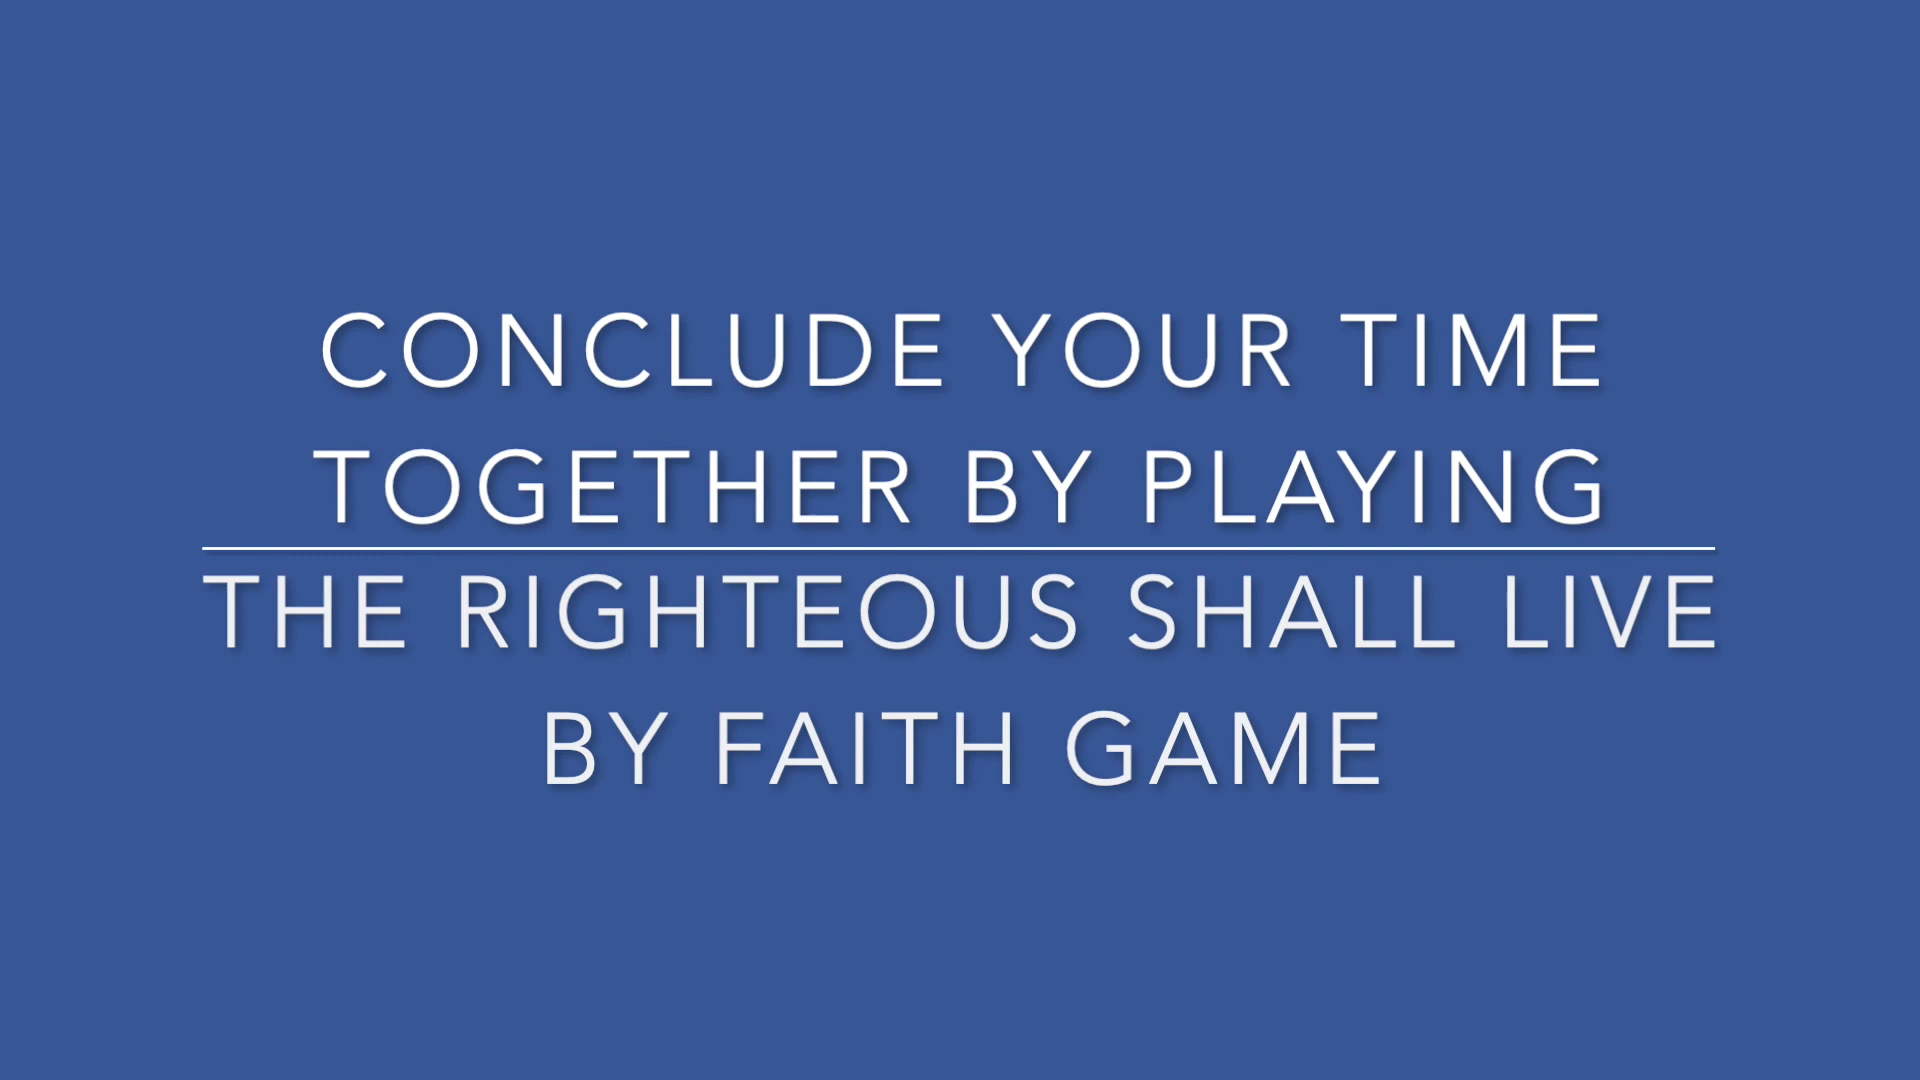 CONCLUDE YOUR TIME
TOGETHER BY PLAYING
THE RIGHTEOUS SHALL LIVE
BY FAITH GAME